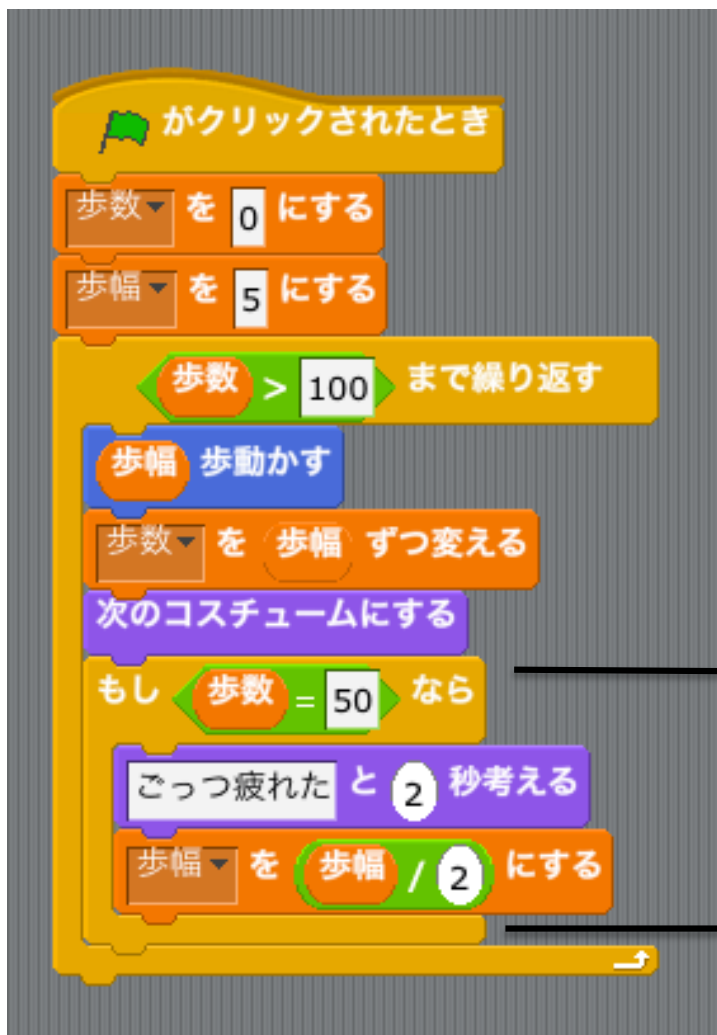 がクリックされたとき
歩数 を 0 にする
歩幅 を 5 にする
歩数 > 100 まで繰り返す
歩幅 歩動かす
歩数 を 歩幅 ずつ変える
次のコスチュームにする
もし 歩数 = 50 なら
ごっつ疲れた と 2 秒考える
歩幅 を 歩幅 / 2 にする